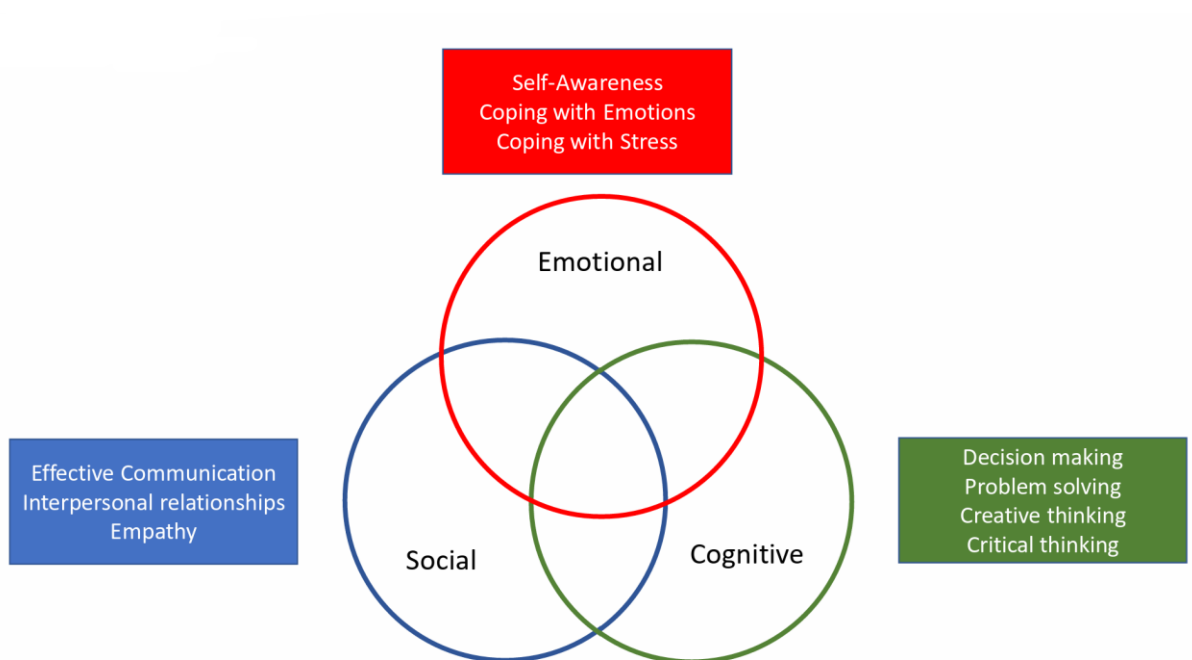 Self-Awareness
Coping with Emotions
Coping with Stress
Emotional
Effective Communication
Interpersonal relationships
Empathy
Social
Cognitive
Decision making
Problem solving
Creative thinking
Critical thinking